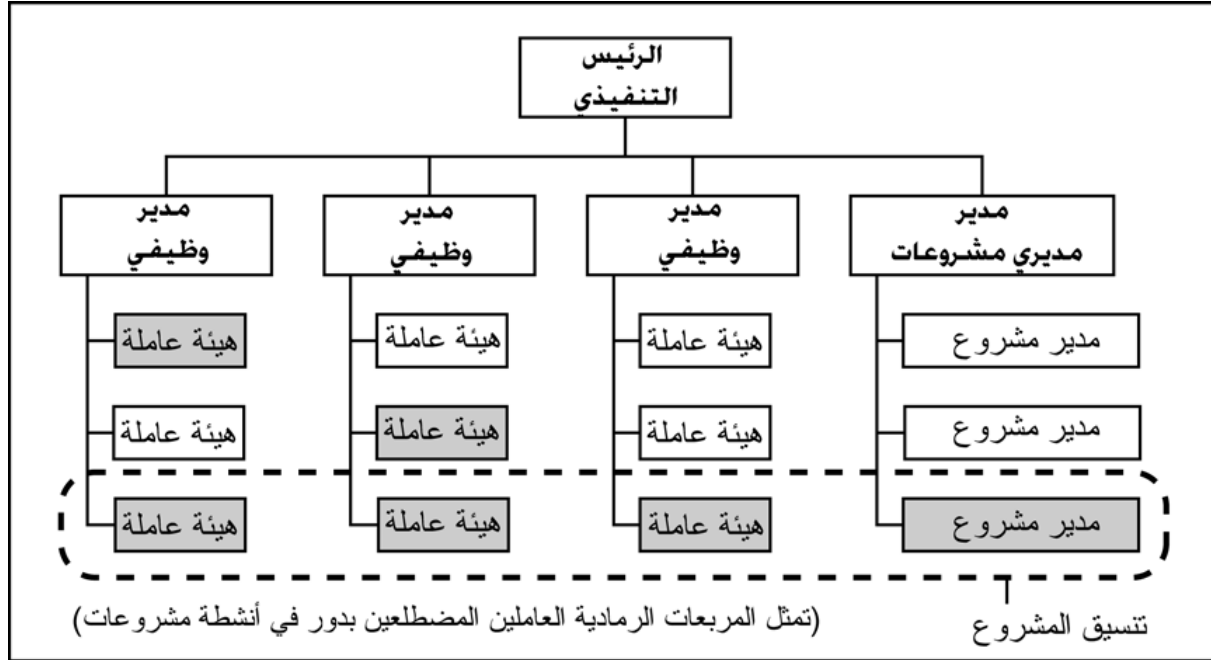 الرئيس
التنفيذي
مدير
مديري مشروعات
مدير
وظيفي
مدير
وظيفي
مدير
وظيفي
مدير مشروع
هيئة عاملة
هيئة عاملة
هيئة عاملة
مدير مشروع
هيئة عاملة
هيئة عاملة
هيئة عاملة
مدير مشروع
هيئة عاملة
هيئة عاملة
هيئة عاملة
تنسيق المشروع
(تمثل المربعات الرمادية العاملين المضطلعين بدور في أنشطة مشروعات)